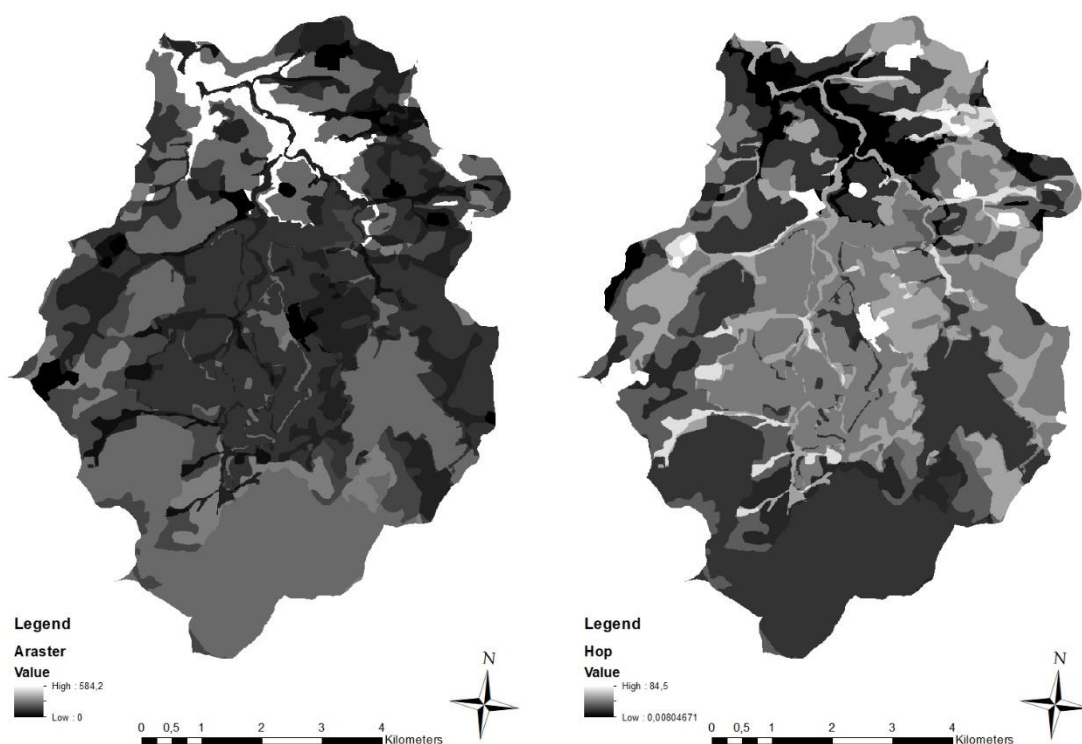 Legend
Araster
Value
High : 584,2
Low : 0
N
0 0,5 1 2 3 4
Kilometers
Legend
Hop
Value
High : 84,5
Low : 0,00804671
N
0 0,5 1 2 3 4
Kilometers